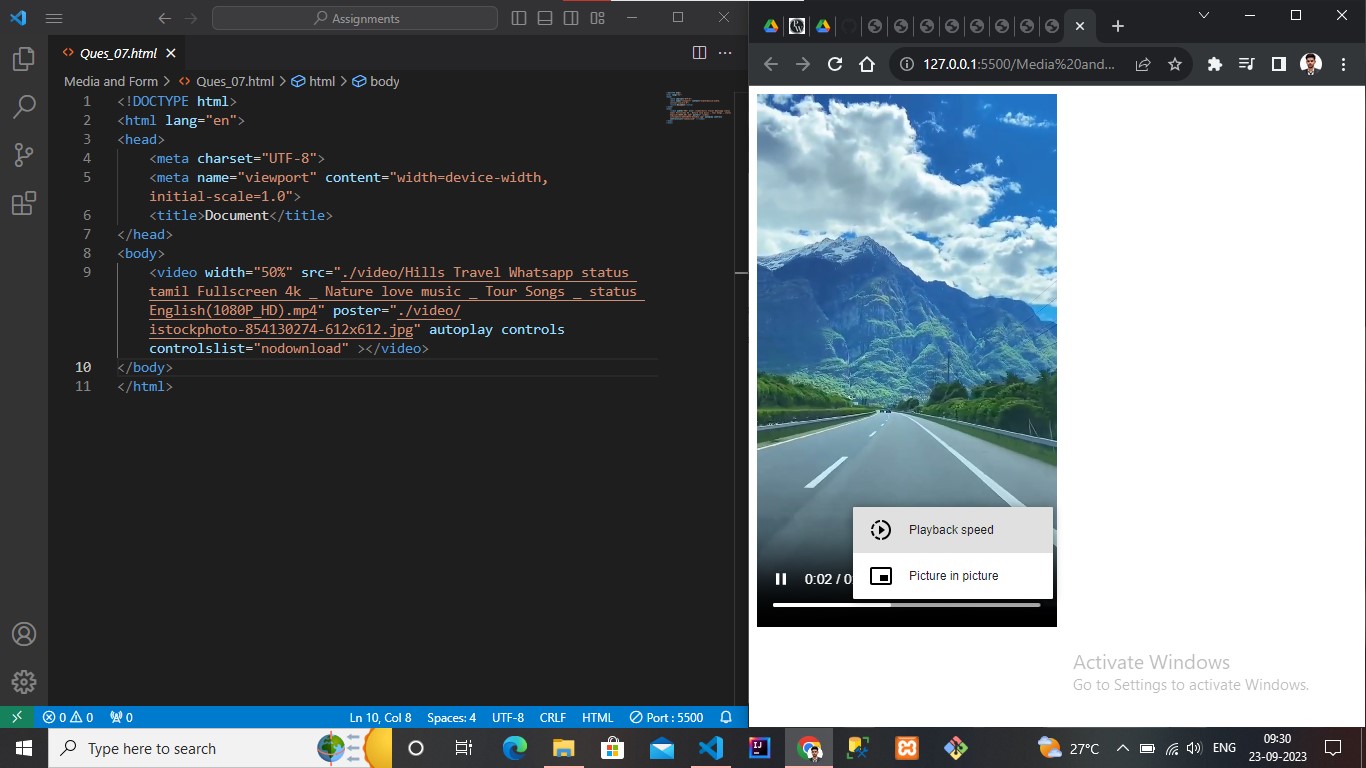 Assignments
Ques_07.html
Media and Form > Ques_07.html > html > body
1 <!DOCTYPE html>
2 <html lang="en">
3 <head>
4 <meta charset="UTF-8">
5 <meta name="viewport" content="width=device-width,
initial-scale=1.0">
6 <title>Document</title>
7 </head>
8 <body>
9 <video width="50%" src="./video/Hills Travel Whatsapp status
tamil Fullscreen 4k _ Nature love music _ Tour Songs _ status
English(1080P_HD).mp4" poster="./video/
istockphoto-854130274-612x612.jpg" autoplay controls
controlslist="nodownload" ></video>
10 </body>
11 </html>
0 0 0
Ln 10, Col 8 Spaces: 4 UTF-8 CRLF HTML Port : 5500
127.0.0.1:5500/Media%20and...
Playback speed
Picture in picture
0:02 / 0:
Activate Windows
Go to Settings to activate Windows.
Type here to search
27°C
ENG
09:30
23-09-2023